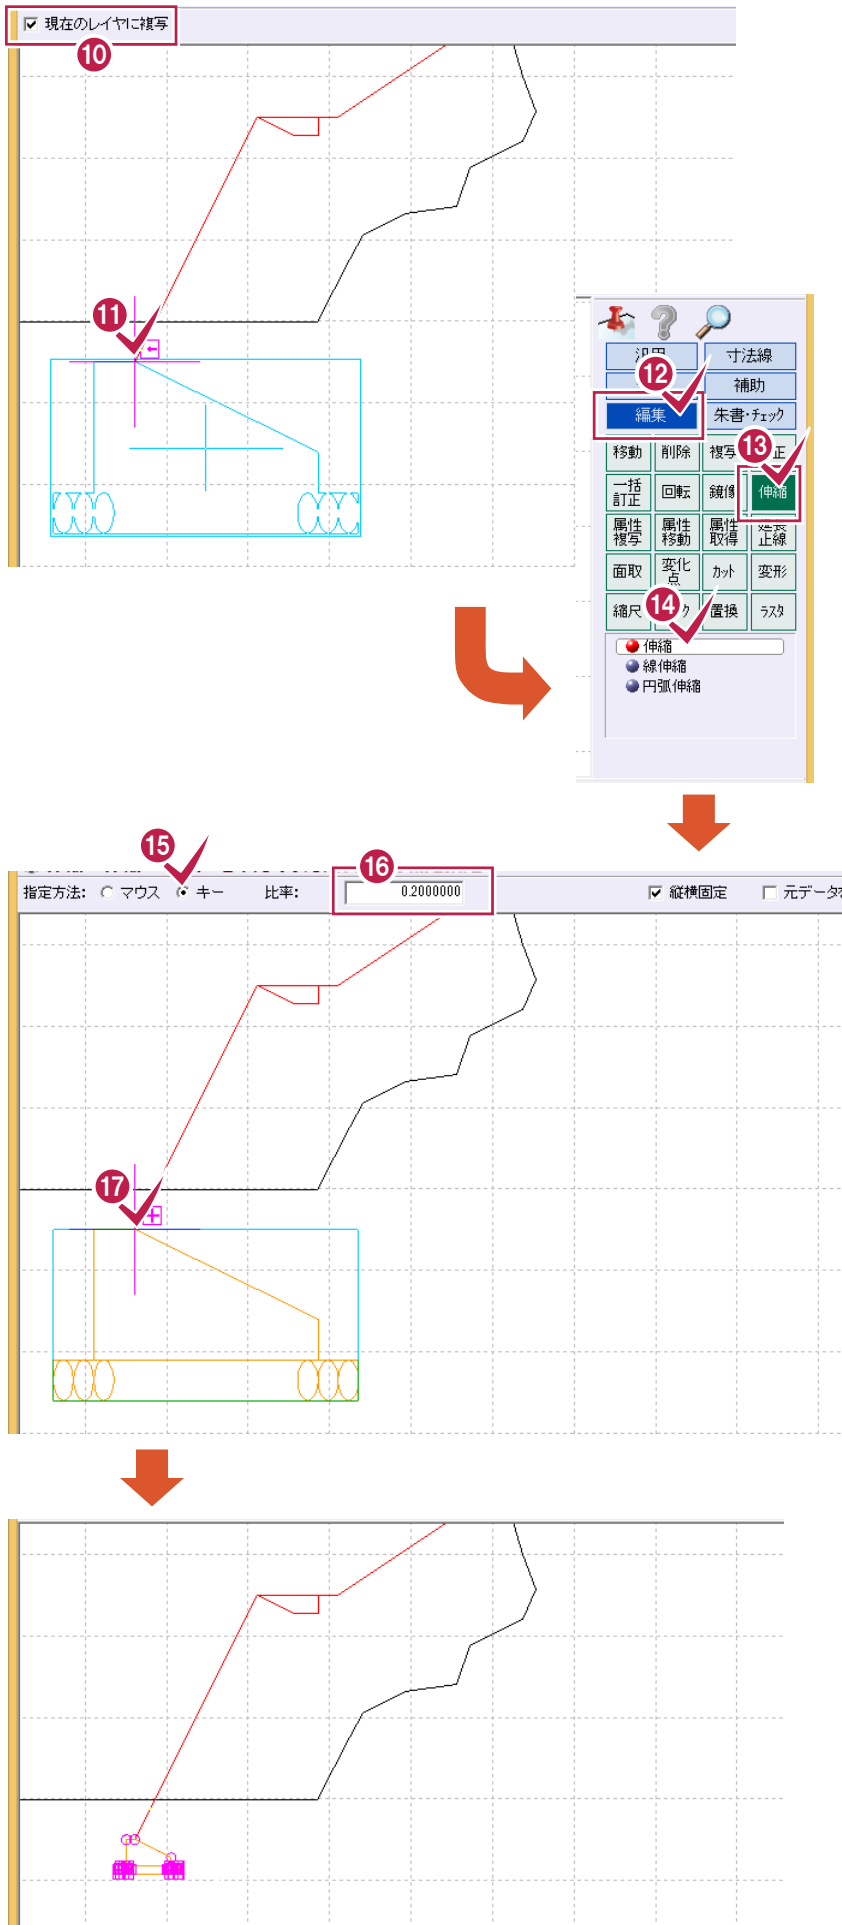 現在のレイヤに複写
10
11
寸法線
12
補助
編集
朱書・チェック
13
移動
削除
複写
正
一括訂正
回転
鏡像
伸縮
属性複写
属性移動
属性取得
面取
変化点
カット
変形
14
縮尺
置換
ラスタ
伸縮
線伸縮
円弧伸縮
15
16
指定方法: マウス キー 比率: 0.2000000 縦横固定 元データ
17